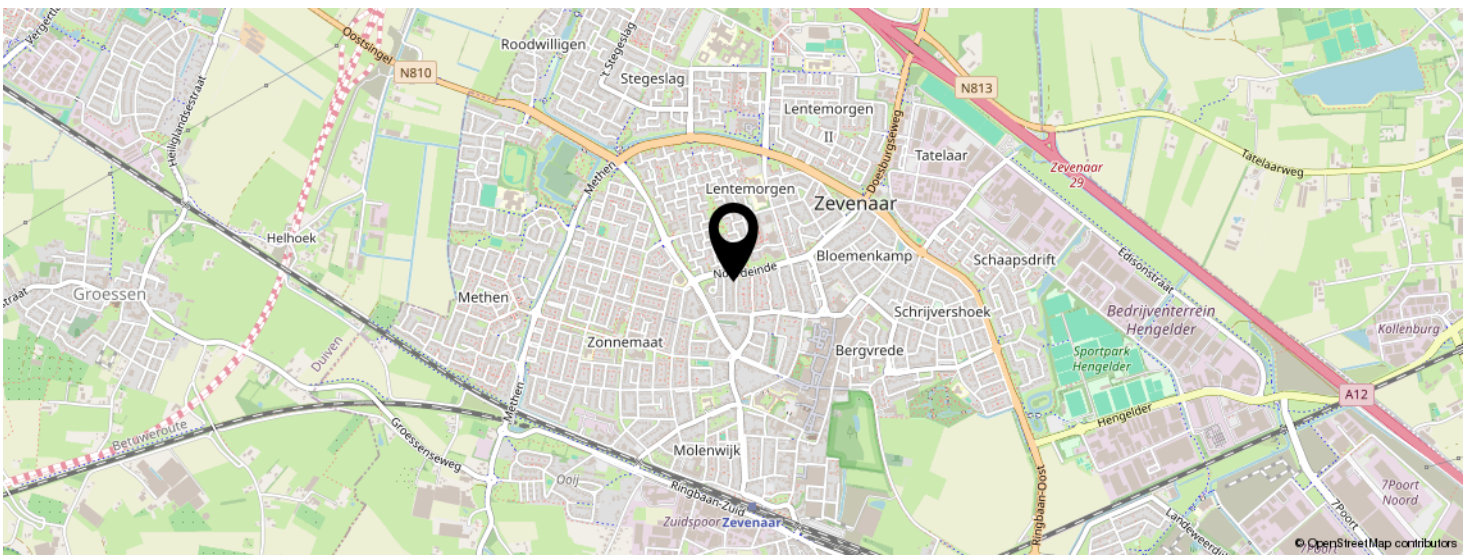 Oostsingel
N810
Roodwilligen
't Stegeslag
Stegeslag
N813
Lentemorgen
II
Doesburgseweg
Tatelaar
Zevenaar
29
Tatelaarweg
Heiliglandsestraat
Methen
Lentemorgen
Zevenaar
Helhoek
Bloemenkamp
Schaapsdrift
Edisonstraat
Groessen
Methen
Schrijvershoek
Bedrijventerrein
Hengelder
Kollenburg
Duiven
Zonnemaat
Bergvrede
Sportpark
Hengelder
A12
Methen
Hengelder
Betuweroute
Groessenseweg
Molenwijk
Ooij
Ringbaan-Zuid
Zuidspoor
Zevenaar
Ringbaan-Oost
7Poort
Noord
7Poort
7Poort
© OpenStreetMap contributors